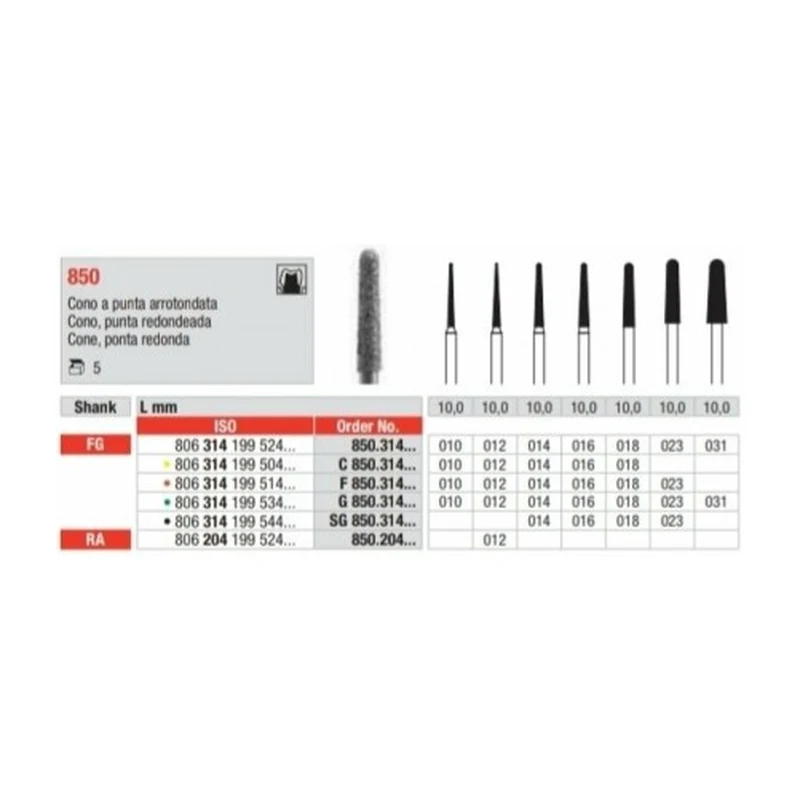 850
Cono a punta arrotondata
Cono, punta redondeada
Cone, ponta redonda
5
Shank L mm 10,0 10,0 10,0 10,0 10,0 10,0 10,0
ISO Order No.
FG 806 314 199 524... 850.314... 010 012 014 016 018 023 031
806 314 199 504... C 850.314... 010 012 014 016 018
806 314 199 514... F 850.314... 010 012 014 016 018 023
806 314 199 534... G 850.314... 010 012 014 016 018 023 031
806 314 199 544... SG 850.314... 014 016 018 023
RA 806 204 199 524... 850.204... 012